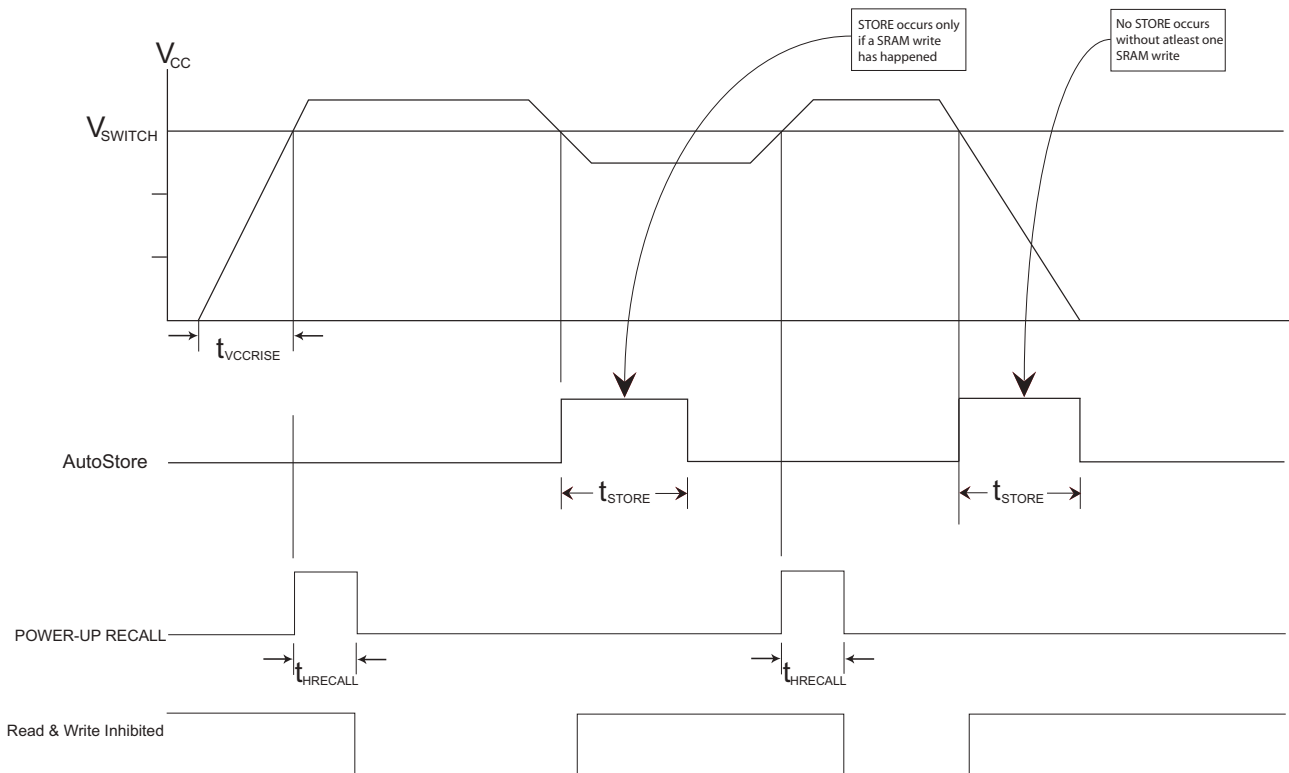 STORE occurs only
if a SRAM write
has happened
No STORE occurs
without atleast one
SRAM write
VCC
VSWITCH
tVCCRISE
AutoStore
tSTORE
tSTORE
POWER-UP RECALL
tHRECALL
tHRECALL
Read & Write Inhibited